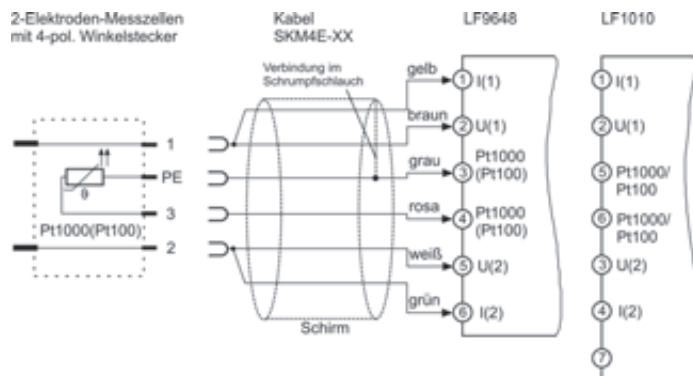 2-Elektroden-Messzellen
mit 4-pol. Winkelstecker
Kabel
SKM4E-XX
LF9648
LF1010
Verbindung im
Schrumpfschlauch
gelb
1 I(1)
1 I(1)
braun
1
2 U(1)
2 U(1)
grau
PE
3 Pt1000
(Pt100)
5 Pt1000/
Pt100
ϑ
rosa
3
4 Pt1000
(Pt100)
6 Pt1000/
Pt100
Pt1000(Pt100)
2
weiß
5 U(2)
3 U(2)
grün
6 I(2)
4 I(2)
Schirm
7